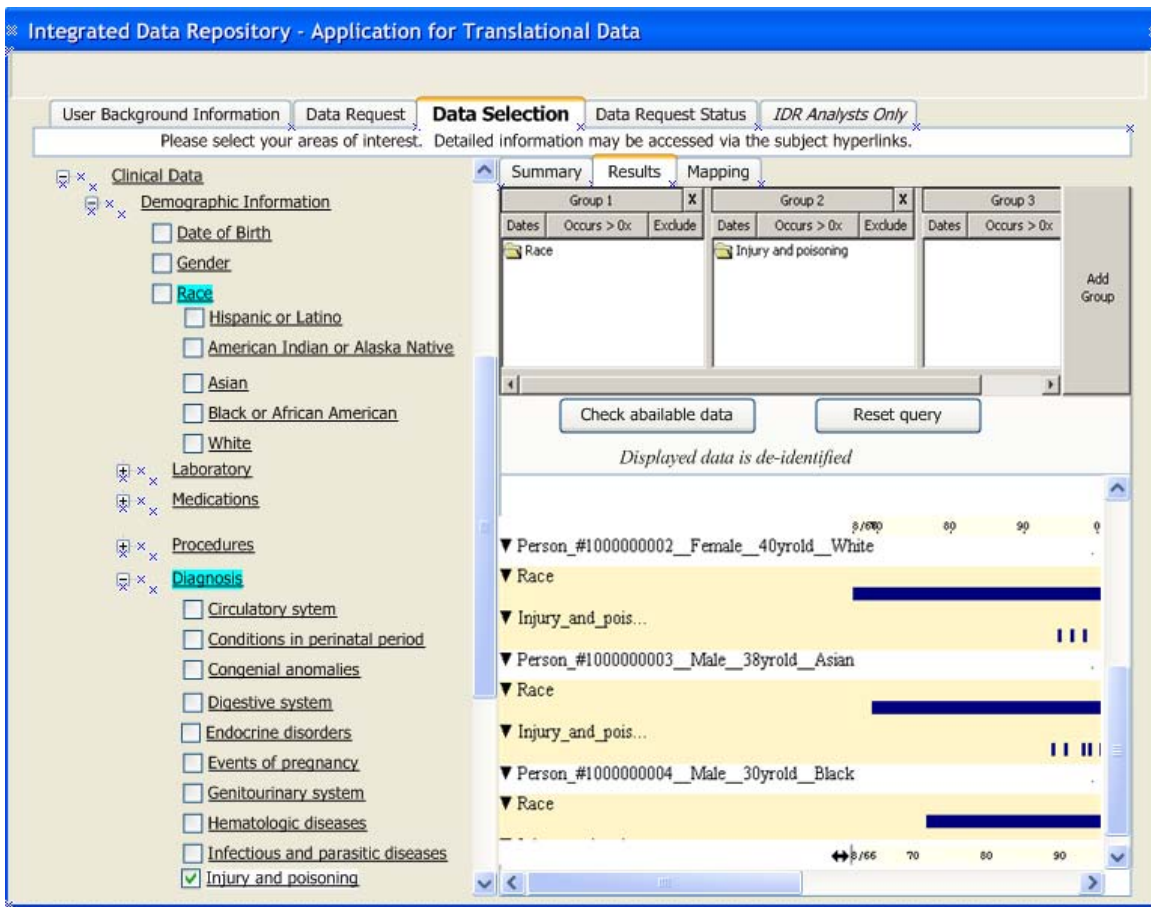 Integrated Data Repository - Application for Translational Data
User Background Information Data Request Data Selection Data Request Status IDR Analysts Only
Please select your areas of interest. Detailed information may be accessed via the subject hyperlinks.
Clinical Data
Demographic Information
Date of Birth
Gender
Race
Hispanic or Latino
American Indian or Alaska Native
Asian
Black or African American
White
Laboratory
Medications
Procedures
Diagnosis
Circulatory sytem
Conditions in perinatal period
Congenial anomalies
Digestive system
Endocrine disorders
Events of pregnancy
Genitourinary system
Hematologic diseases
Infectious and parasitic diseases
Injury and poisoning
Summary Results Mapping
Group 1 X Group 2 X Group 3
Dates Occurs > 0x Exclude Dates Occurs > 0x Exclude Dates Occurs > 0x
Race Injury and poisoning
Add
Group
Check abailable data Reset query
Displayed data is de-identified
80 90
Person_#1000000002__Female__40yrold__White
Race
Injury_and_pois...
Person_#1000000003__Male__38yrold__Asian
Race
Injury_and_pois...
Person_#1000000004__Male__30yrold__Black
Race
8/66 70 80 90